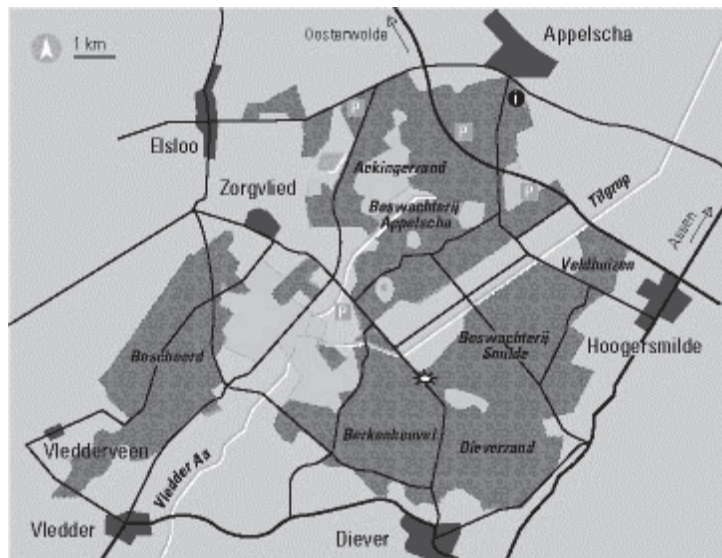 1 km
Oosterwolde
Appelscha
i
P
P
Elsloo
Aekingerzand
Zorgvlied
P
Boswachterij
Appelscha
Tilgrup
Assen
Veldhuizen
P
Boswachterij
Smilde
Hoogersmilde
Boschoord
Berkenheuvel
Dieverzand
Vledderveen
Vledder Aa
Vledder
Diever